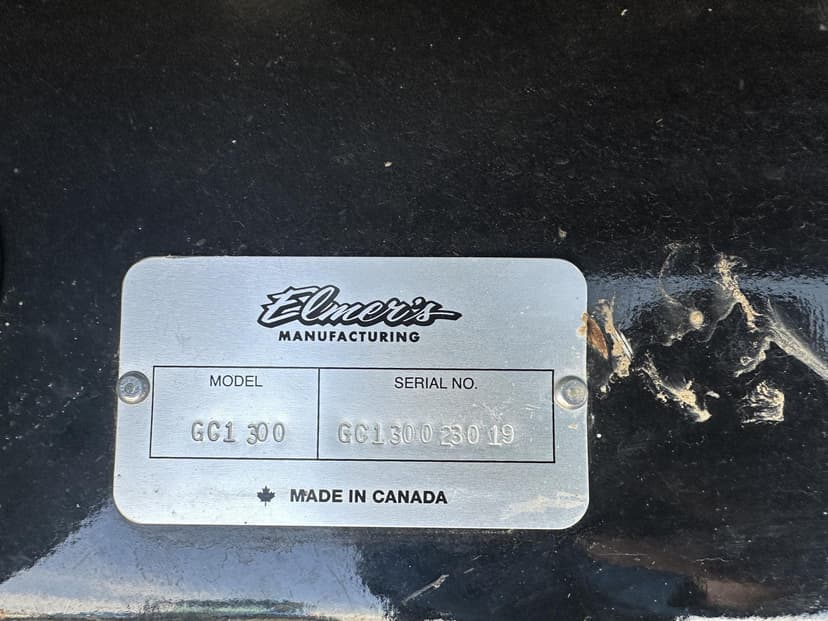 Elmer's
MANUFACTURING
MODEL SERIAL NO.
GC1300 GC130023019
MADE IN CANADA